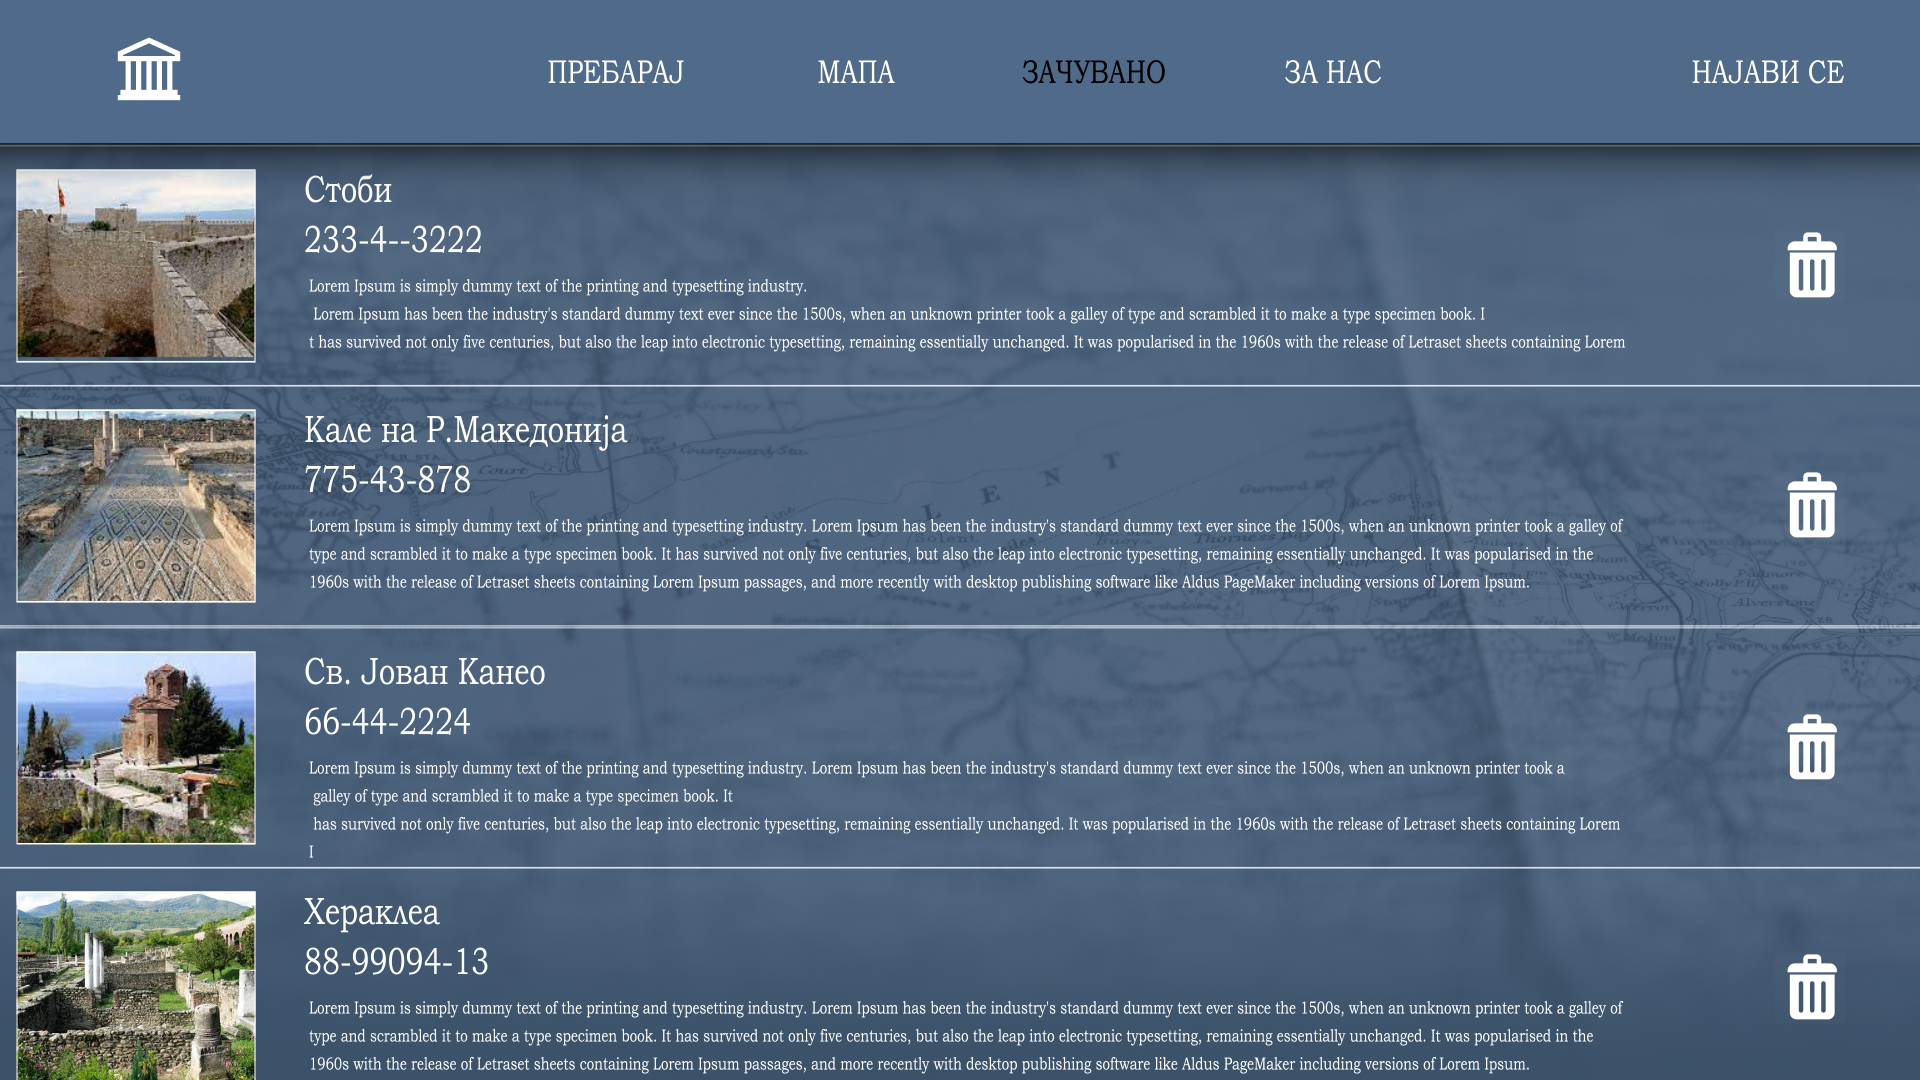 ПРЕБАРАЈ МАПА ЗАЧУВАНО ЗА НАС НАЈАВИ СЕ
Стоби
233-4--3222
Lorem Ipsum is simply dummy text of the printing and typesetting industry.
Lorem Ipsum has been the industry's standard dummy text ever since the 1500s, when an unknown printer took a galley of type and scrambled it to make a type specimen book. I
t has survived not only five centuries, but also the leap into electronic typesetting, remaining essentially unchanged. It was popularised in the 1960s with the release of Letraset sheets containing Lorem
Кале на Р.Македонија
775-43-878
Lorem Ipsum is simply dummy text of the printing and typesetting industry. Lorem Ipsum has been the industry's standard dummy text ever since the 1500s, when an unknown printer took a galley of
type and scrambled it to make a type specimen book. It has survived not only five centuries, but also the leap into electronic typesetting, remaining essentially unchanged. It was popularised in the
1960s with the release of Letraset sheets containing Lorem Ipsum passages, and more recently with desktop publishing software like Aldus PageMaker including versions of Lorem Ipsum.
Св. Јован Канео
66-44-2224
Lorem Ipsum is simply dummy text of the printing and typesetting industry. Lorem Ipsum has been the industry's standard dummy text ever since the 1500s, when an unknown printer took a
galley of type and scrambled it to make a type specimen book. It
has survived not only five centuries, but also the leap into electronic typesetting, remaining essentially unchanged. It was popularised in the 1960s with the release of Letraset sheets containing Lorem
I
Хераклеа
88-99094-13
Lorem Ipsum is simply dummy text of the printing and typesetting industry. Lorem Ipsum has been the industry's standard dummy text ever since the 1500s, when an unknown printer took a galley of
type and scrambled it to make a type specimen book. It has survived not only five centuries, but also the leap into electronic typesetting, remaining essentially unchanged. It was popularised in the
1960s with the release of Letraset sheets containing Lorem Ipsum passages, and more recently with desktop publishing software like Aldus PageMaker including versions of Lorem Ipsum.